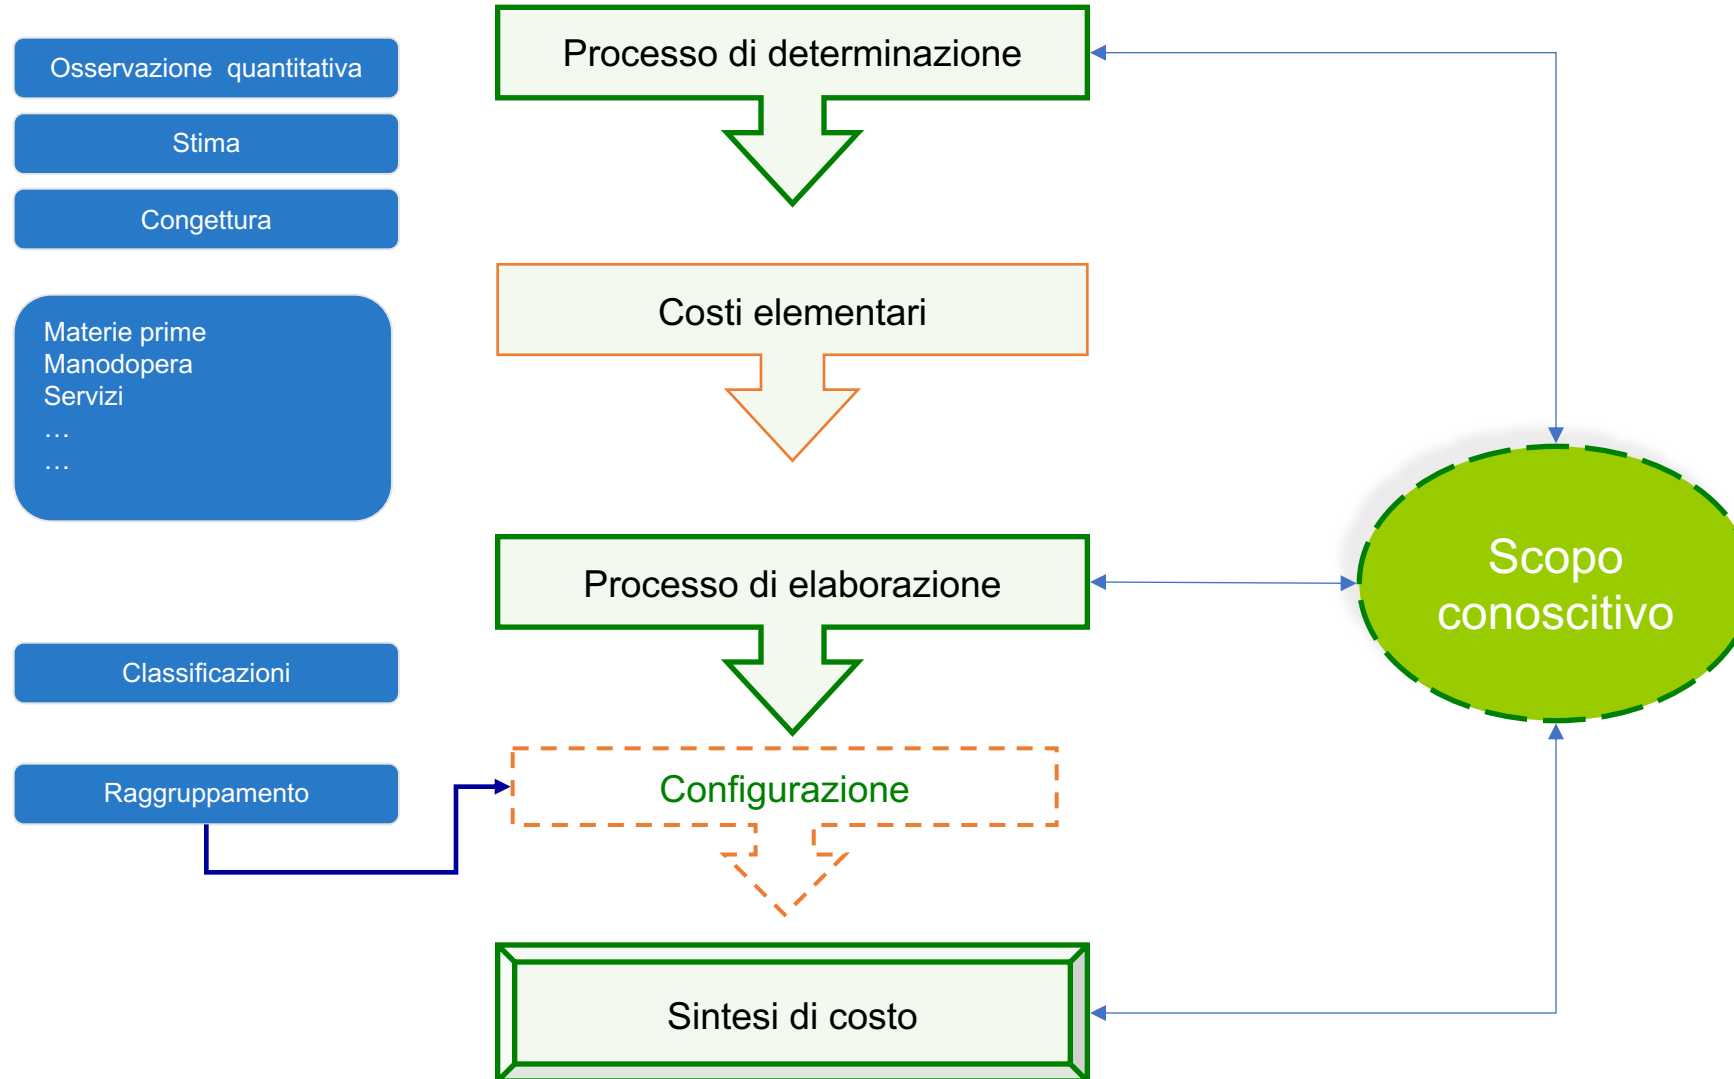 Osservazione quantitativa
Stima
Congettura
Materie prime
Manodopera
Servizi
…
…
Classificazioni
Raggruppamento
Processo di determinazione
Costi elementari
Processo di elaborazione
Configurazione
Sintesi di costo
Scopo
conoscitivo